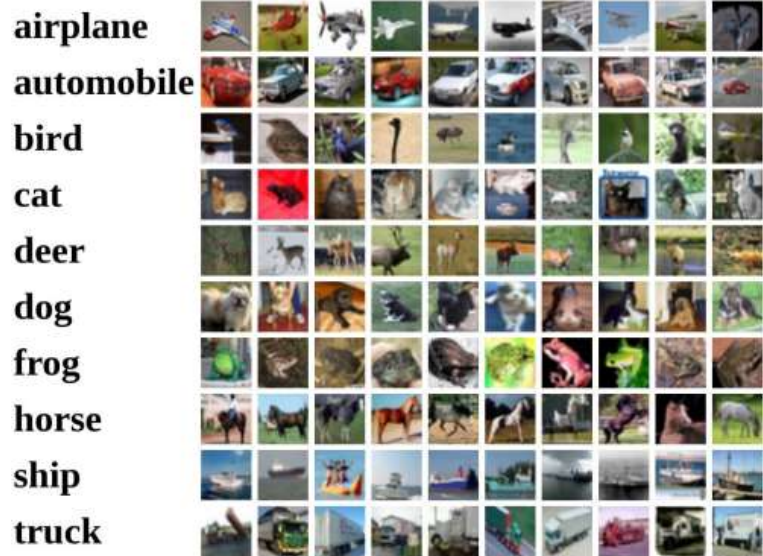 airplane
automobile
bird
cat
deer
dog
frog
horse
ship
truck